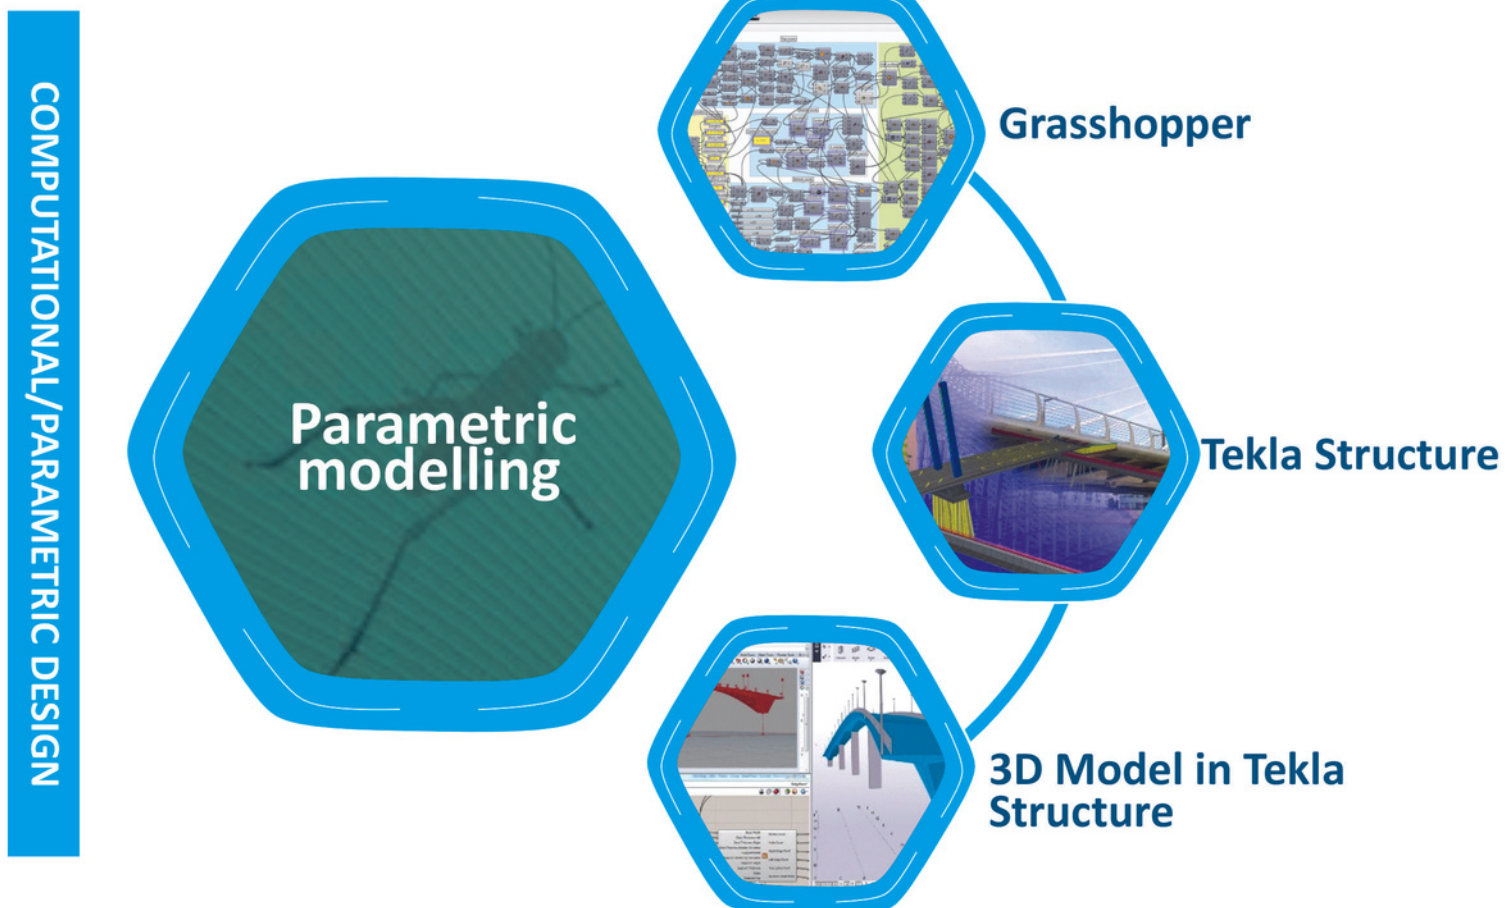 COMPUTATIONAL/PARAMETRIC DESIGN
Parametric
modelling
Grasshopper
Tekla Structure
3D Model in Tekla
Structure